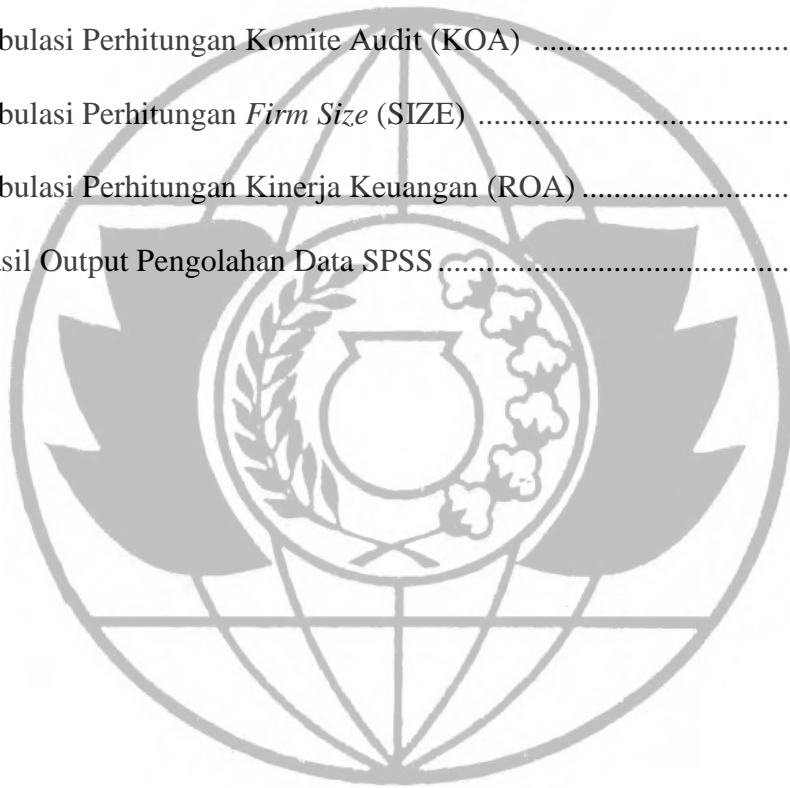 bulasi Perhitungan Komite Audit (KOA) ..................................
bulasi Perhitungan Firm Size (SIZE) .........................................
bulasi Perhitungan Kinerja Keuangan (ROA) ...........................
asil Output Pengolahan Data SPSS .............................................